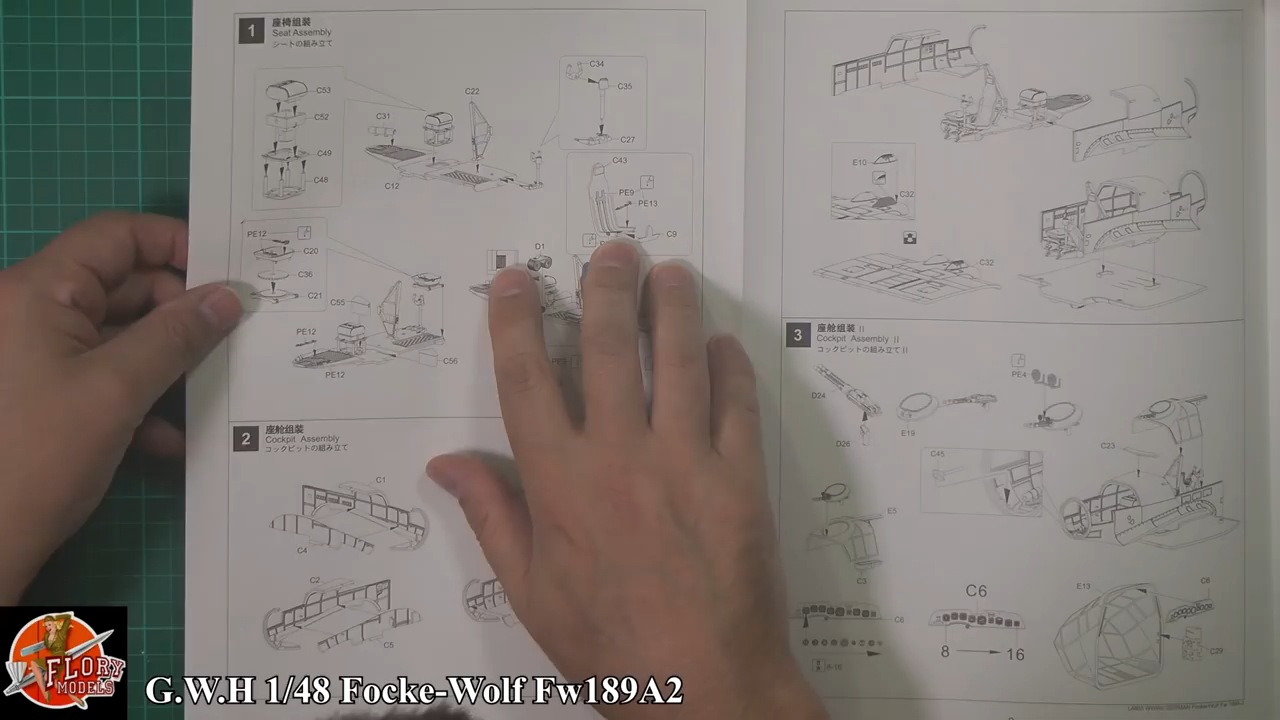 1
座椅组装
Seat Assembly
シートの組み立て
C53
C52
C49
C48
C31
C22
C12
C34
C35
C27
C43
PE9
PE13
C9
PE12
C20
C36
C21
C55
PE12
PE12
C56
D1
2
座舱组装
Cockpit Assembly
コックピットの組み立て
C1
C4
C2
C5
E10
C32
C32
3
座舱组装 II
Cockpit Assembly II
コックピットの組み立て II
D24
D26
E19
PE4
C45
C23
E5
C3
C6
8-16
C6
8
16
E13
C8
C29
FLORY
MODELS
G.W.H 1/48 Focke-Wolf Fw189A2